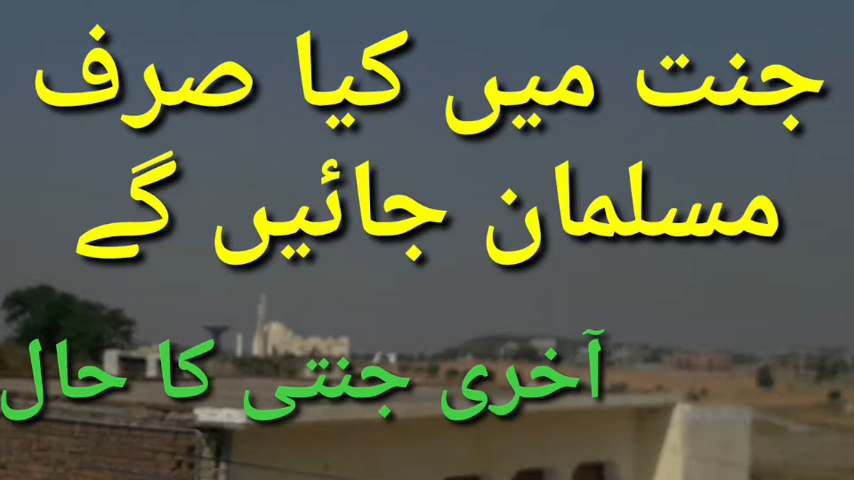 جنت میں کیا صرف
مسلمان جائیں گے
آخری جنتی کا حال